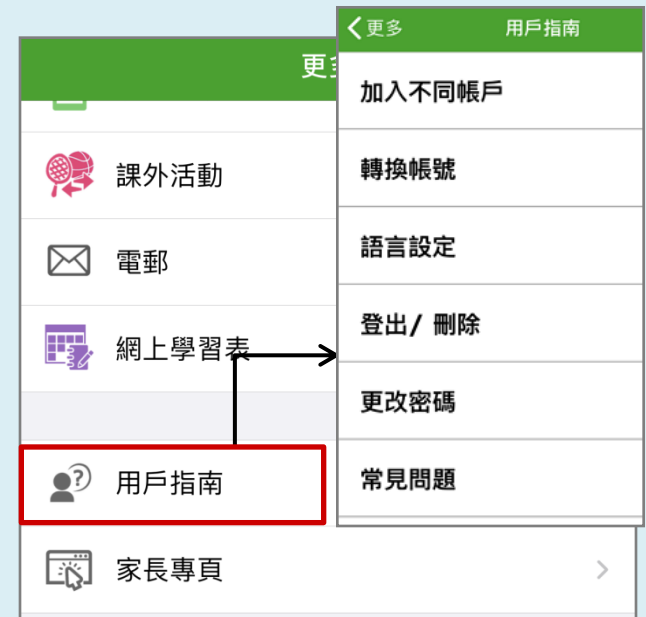 更
課外活動
電郵
網上學習表
用戶指南
家長專頁
更多
用戶指南
加入不同帳戶
轉換帳號
語言設定
登出/ 刪除
更改密碼
常見問題